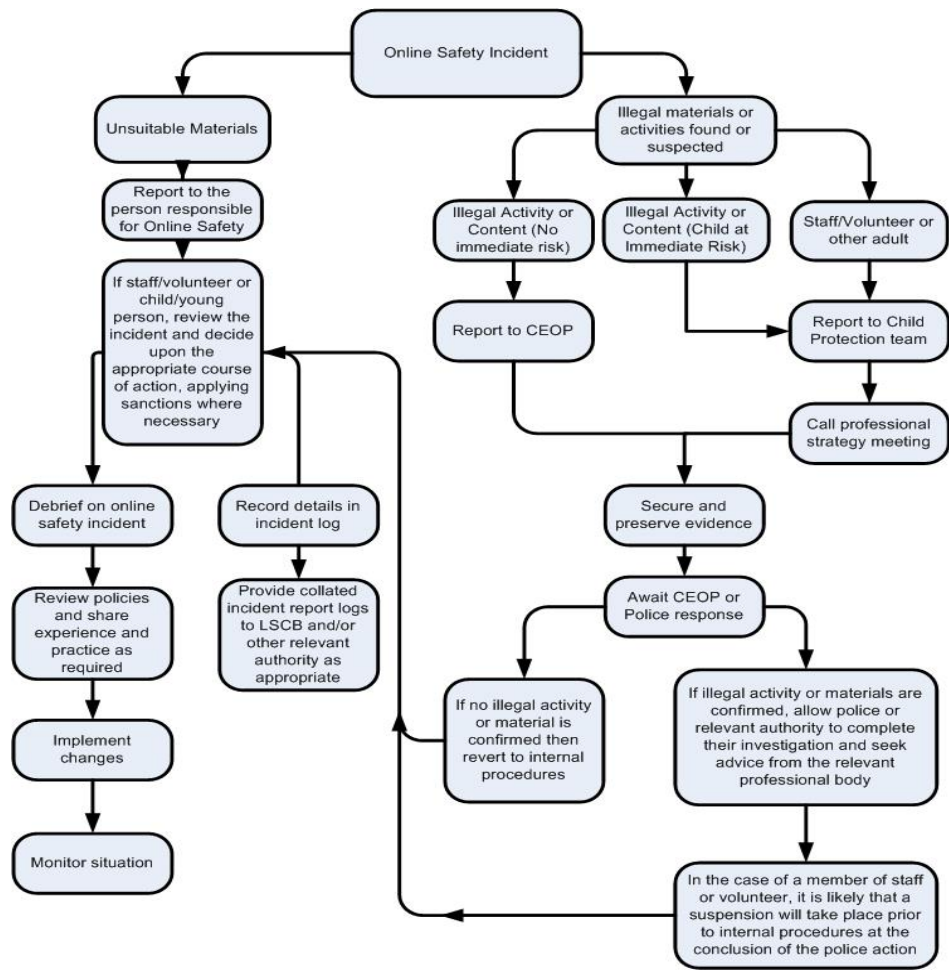 Online Safety Incident
Unsuitable Materials
Report to the
person responsible
for Online Safety
If staff/volunteer or
child/young
person, review the
incident and decide
upon the
appropriate course
of action, applying
sanctions where
necessary
Debrief on online
safety incident
Review policies
and share
experience and
practice as
required
Implement
changes
Monitor situation
Record details in
incident log
Provide collated
incident report logs
to LSCB and/or
other relevant
authority as
appropriate
Illegal materials or
activities found or
suspected
Illegal Activity or
Content (No
immediate risk)
Illegal Activity or
Content (Child at
Immediate Risk)
Staff/Volunteer or
other adult
Report to CEOP
Report to Child
Protection team
Call professional
strategy meeting
Secure and
preserve evidence
Await CEOP or
Police response
If no illegal activity
or material is
confirmed then
revert to internal
procedures
If illegal activity or materials are
confirmed, allow police or
relevant authority to complete
their investigation and seek
advice from the relevant
professional body
In the case of a member of staff
or volunteer, it is likely that a
suspension will take place prior
to internal procedures at the
conclusion of the police action